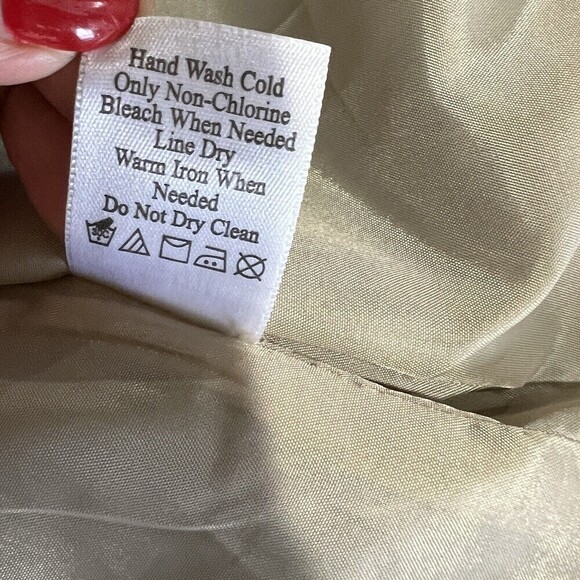 Hand Wash Cold
Only Non-Chlorine
Bleach When Needed
Line Dry
Warm Iron When
Needed
Do Not Dry Clean
30C